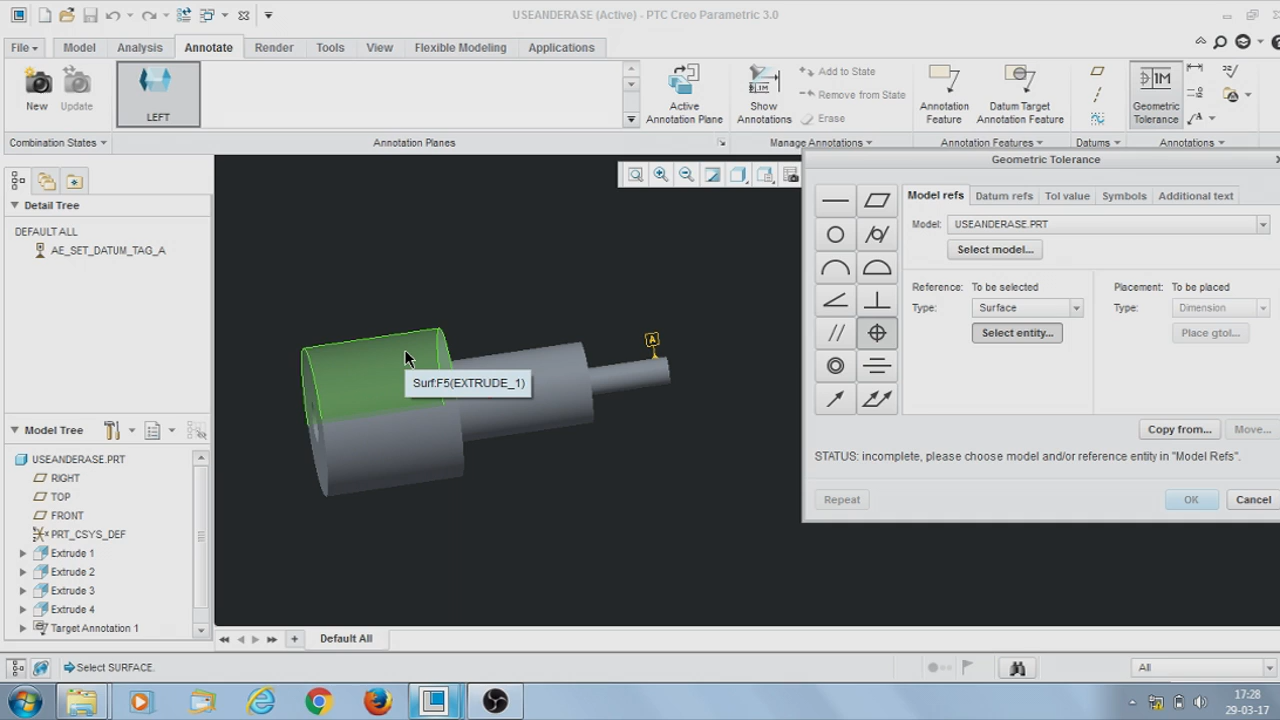 USEANDERASE (Active) - PTC Creo Parametric 3.0
File Model Analysis Annotate Render Tools View Flexible Modeling Applications
New
Update
LEFT
Active
Annotation Plane
Show
Annotations
Add to State
Remove from State
Erase
Annotation
Feature
Datum Target
Annotation Feature
1M
Geometric
Tolerance
Combination States
Annotation Planes
Manage Annotations
Annotation Features
Datums
Annotations
Detail Tree
DEFAULT ALL
AE_SET_DATUM_TAG_A
Model Tree
USEANDERASE.PRT
RIGHT
TOP
FRONT
PRT_CSYS_DEF
Extrude 1
Extrude 2
Extrude 3
Extrude 4
Target Annotation 1
A
Surf:F5(EXTRUDE_1)
Geometric Tolerance
Model refs Datum refs Tol value Symbols Additional text
Model: USEANDERASE.PRT
Select model...
Reference: To be selected
Type: Surface
Select entity...
Placement: To be placed
Type: Dimension
Place gtol...
Copy from... Move...
STATUS: incomplete, please choose model and/or reference entity in "Model Refs".
Repeat OK Cancel
Default All
Select SURFACE.
All
17:28
29-03-17